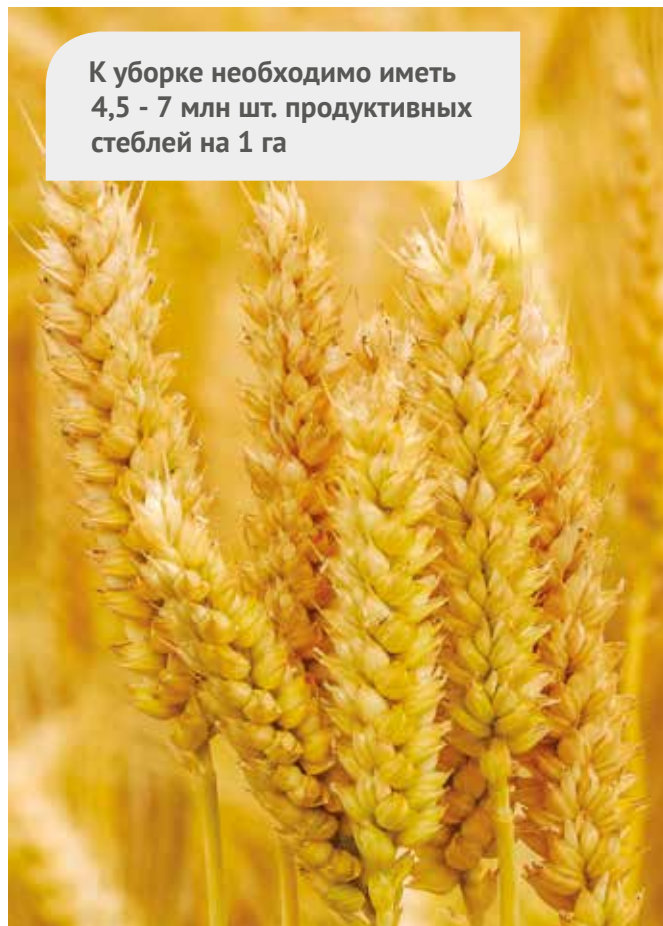 К уборке необходимо иметь
4,5 - 7 млн шт. продуктивных
стеблей на 1 га